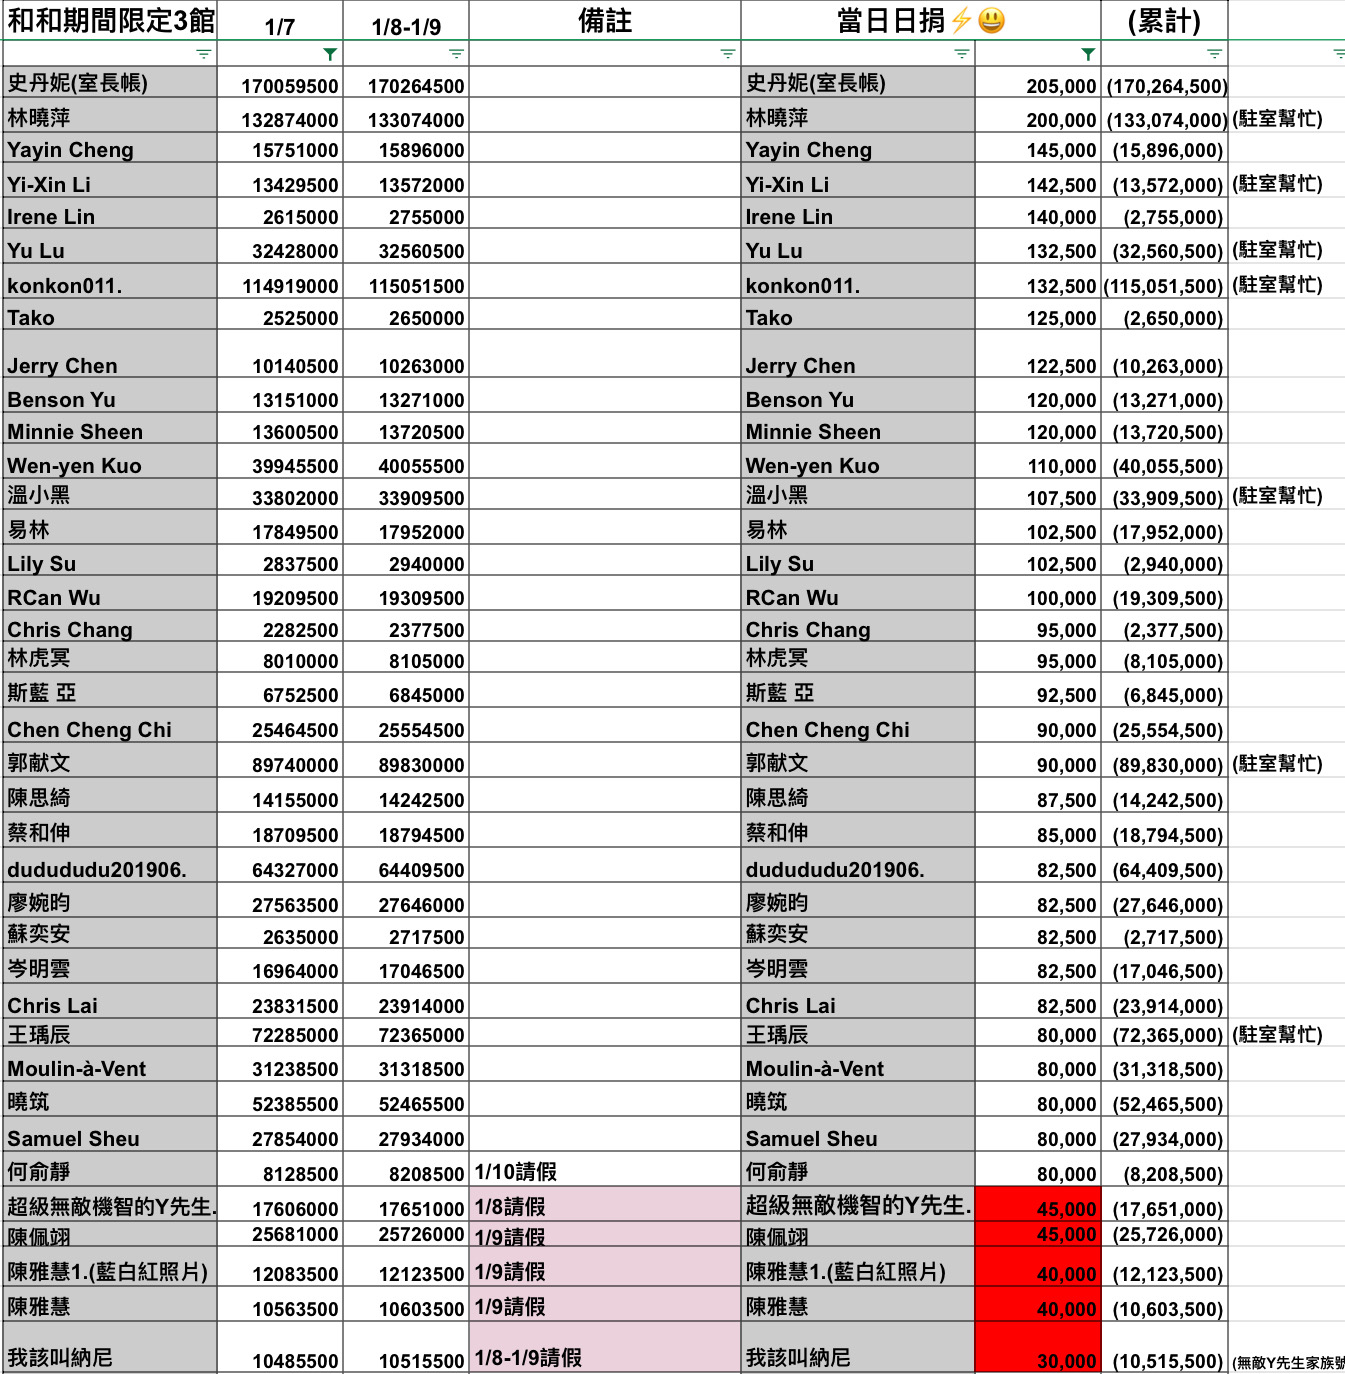 和和期間限定3館 1/7 1/8-1/9 備註 當日日捐⚡😃 (累計)
史丹妮(室長帳) 170059500 170264500 史丹妮(室長帳) 205,000 (170,264,500)
林曉萍 132874000 133074000 林曉萍 200,000 (133,074,000) (駐室幫忙)
Yayin Cheng 15751000 15896000 Yayin Cheng 145,000 (15,896,000)
Yi-Xin Li 13429500 13572000 Yi-Xin Li 142,500 (13,572,000) (駐室幫忙)
Irene Lin 2615000 2755000 Irene Lin 140,000 (2,755,000)
Yu Lu 32428000 32560500 Yu Lu 132,500 (32,560,500) (駐室幫忙)
konkon011. 114919000 115051500 konkon011. 132,500 (115,051,500) (駐室幫忙)
Tako 2525000 2650000 Tako 125,000 (2,650,000)
Jerry Chen 10140500 10263000 Jerry Chen 122,500 (10,263,000)
Benson Yu 13151000 13271000 Benson Yu 120,000 (13,271,000)
Minnie Sheen 13600500 13720500 Minnie Sheen 120,000 (13,720,500)
Wen-yen Kuo 39945500 40055500 Wen-yen Kuo 110,000 (40,055,500)
溫小黑 33802000 33909500 溫小黑 107,500 (33,909,500) (駐室幫忙)
易林 17849500 17952000 易林 102,500 (17,952,000)
Lily Su 2837500 2940000 Lily Su 102,500 (2,940,000)
RCan Wu 19209500 19309500 RCan Wu 100,000 (19,309,500)
Chris Chang 2282500 2377500 Chris Chang 95,000 (2,377,500)
林虎冥 8010000 8105000 林虎冥 95,000 (8,105,000)
斯藍 亞 6752500 6845000 斯藍 亞 92,500 (6,845,000)
Chen Cheng Chi 25464500 25554500 Chen Cheng Chi 90,000 (25,554,500)
郭献文 89740000 89830000 郭献文 90,000 (89,830,000) (駐室幫忙)
陳思綺 14155000 14242500 陳思綺 87,500 (14,242,500)
蔡和伸 18709500 18794500 蔡和伸 85,000 (18,794,500)
dudududu201906. 64327000 64409500 dudududu201906. 82,500 (64,409,500)
廖婉昀 27563500 27646000 廖婉昀 82,500 (27,646,000)
蘇奕安 2635000 2717500 蘇奕安 82,500 (2,717,500)
岑明雲 16964000 17046500 岑明雲 82,500 (17,046,500)
Chris Lai 23831500 23914000 Chris Lai 82,500 (23,914,000)
王瑀辰 72285000 72365000 王瑀辰 80,000 (72,365,000) (駐室幫忙)
Moulin-à-Vent 31238500 31318500 Moulin-à-Vent 80,000 (31,318,500)
曉筑 52385500 52465500 曉筑 80,000 (52,465,500)
Samuel Sheu 27854000 27934000 Samuel Sheu 80,000 (27,934,000)
何俞靜 8128500 8208500 1/10請假 何俞靜 80,000 (8,208,500)
超級無敵機智的Y先生. 17606000 17651000 1/8請假 超級無敵機智的Y先生. 45,000 (17,651,000)
陳佩翊 25681000 25726000 1/9請假 陳佩翊 45,000 (25,726,000)
陳雅慧1.(藍白紅照片) 12083500 12123500 1/9請假 陳雅慧1.(藍白紅照片) 40,000 (12,123,500)
陳雅慧 10563500 10603500 1/9請假 陳雅慧 40,000 (10,603,500)
我該叫納尼 10485500 10515500 1/8-1/9請假 我該叫納尼 30,000 (10,515,500) (無敵Y先生家族號